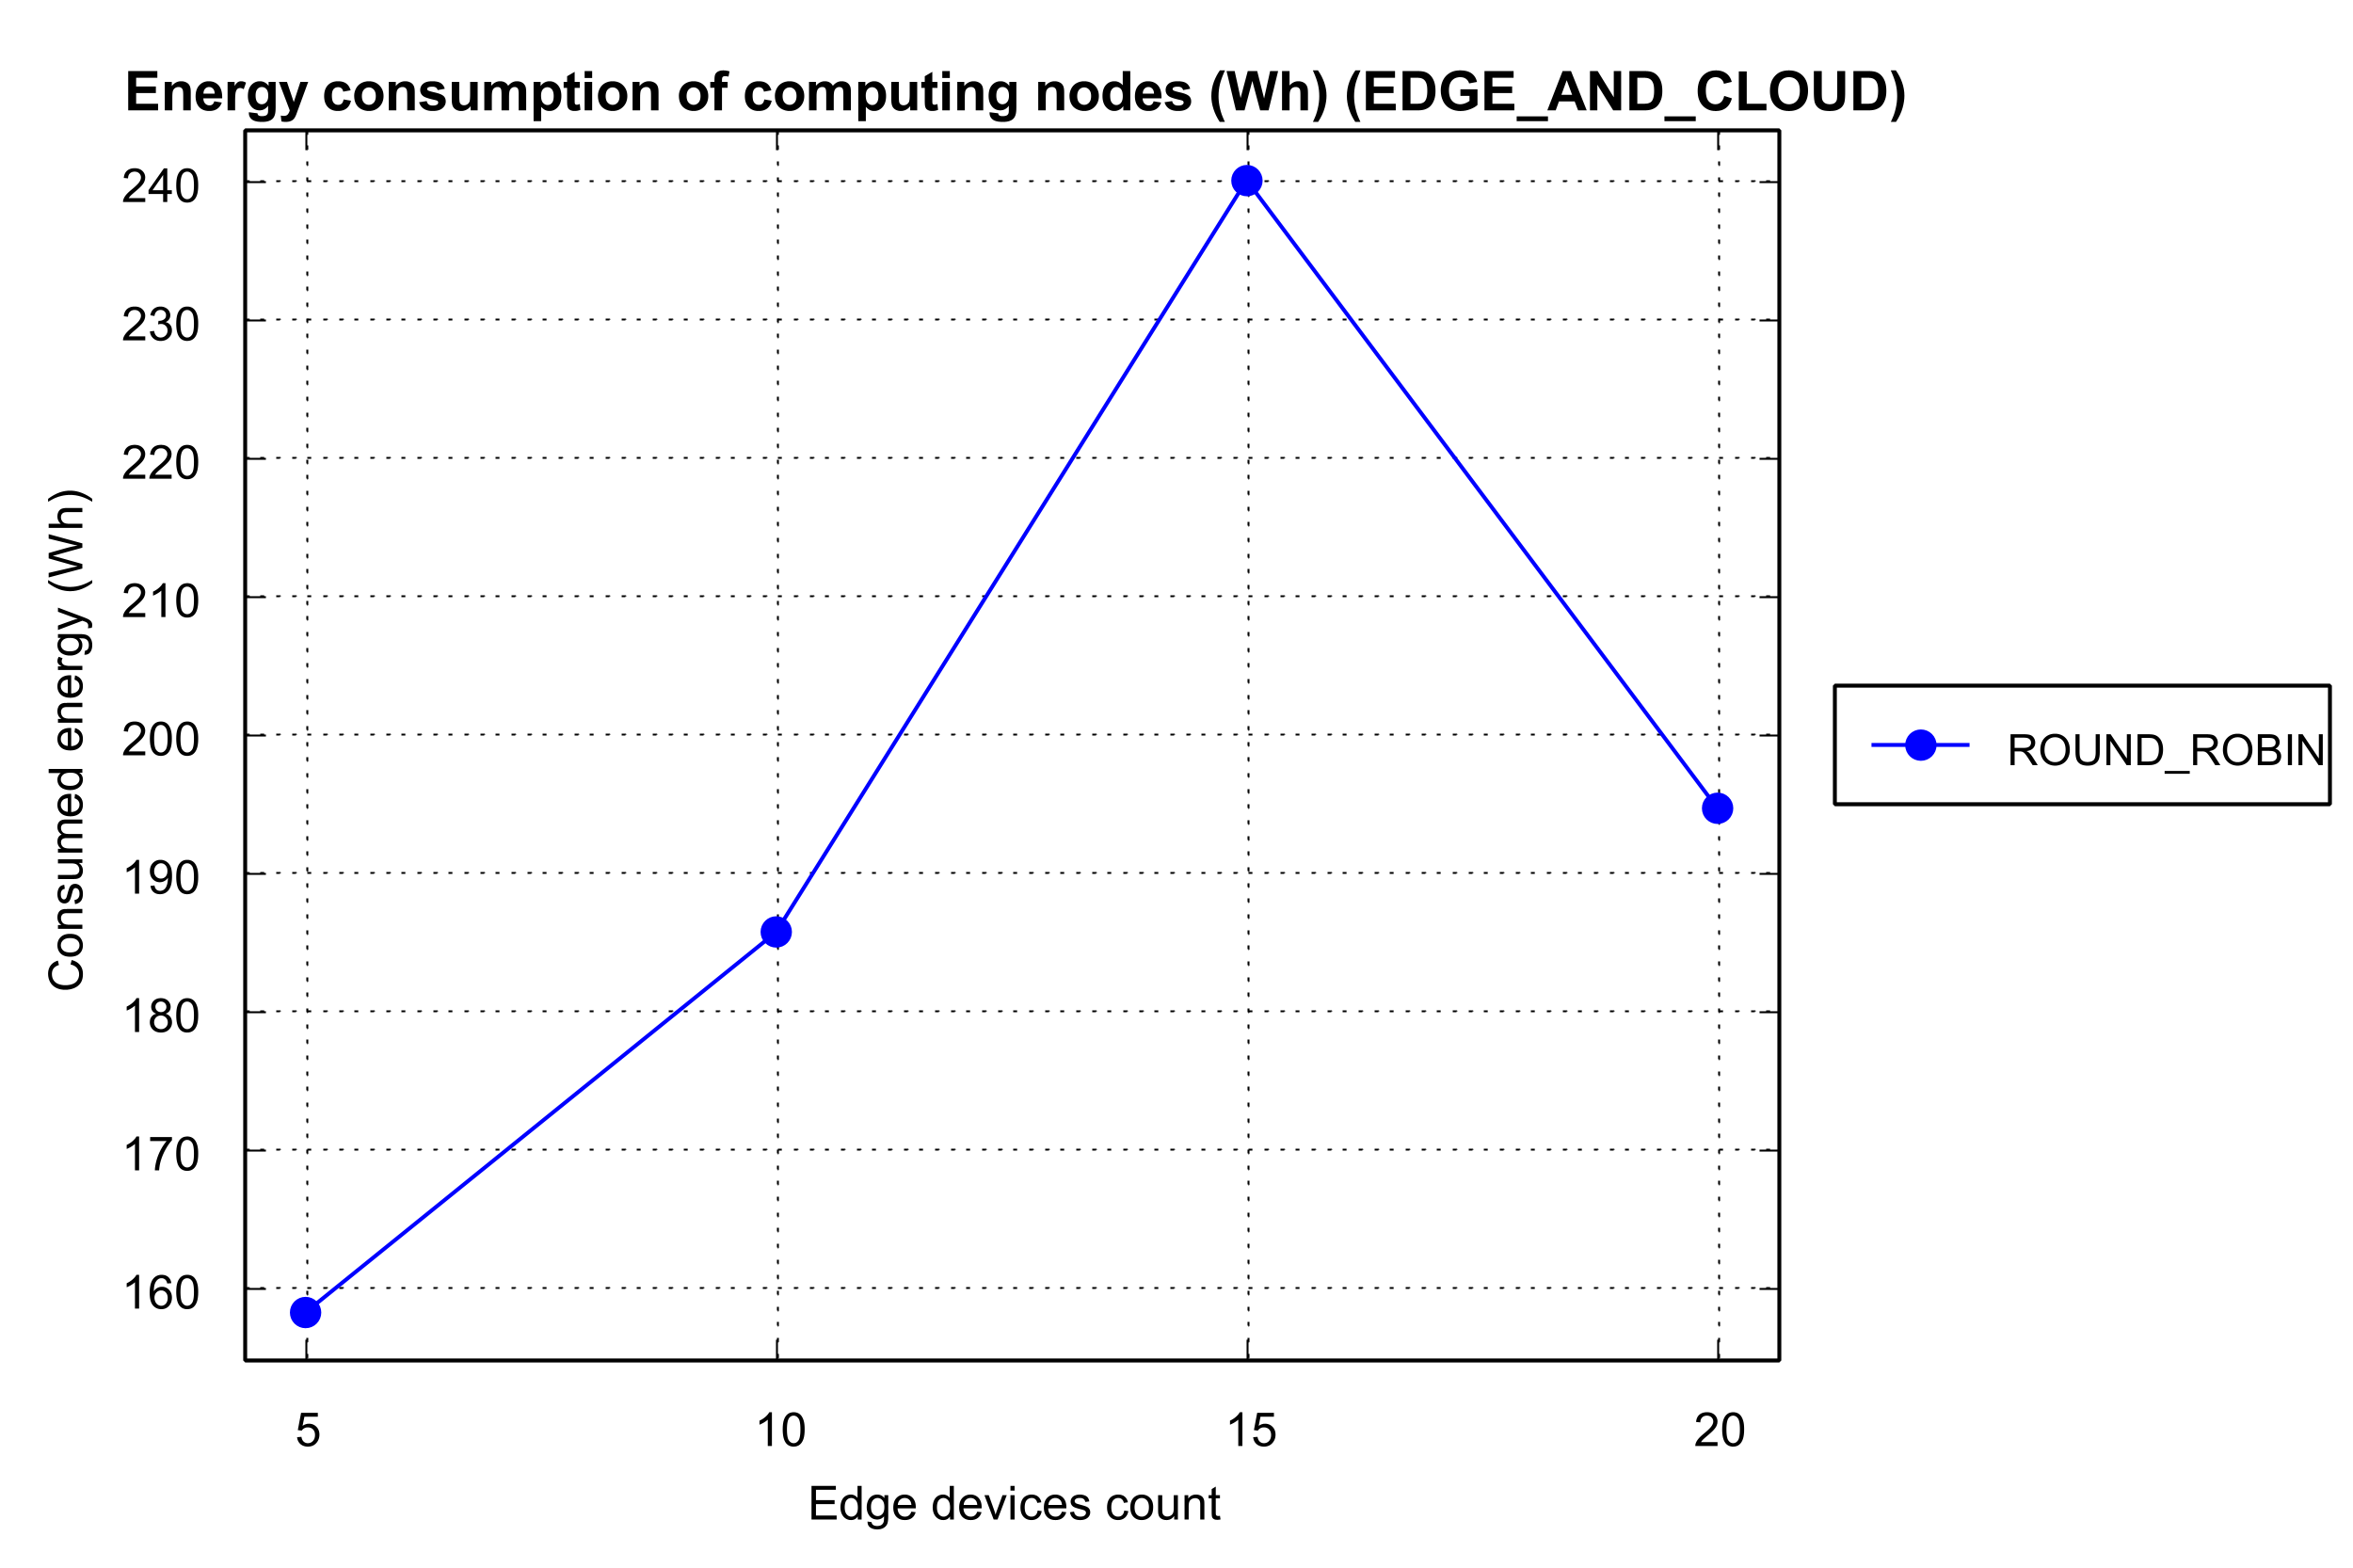 Energy consumption of computing nodes (Wh) (EDGE_AND_CLOUD)
240
230
220
210
200
190
180
170
160
Consumed energy (Wh)
ROUND_ROBIN
5 10 15 20
Edge devices count